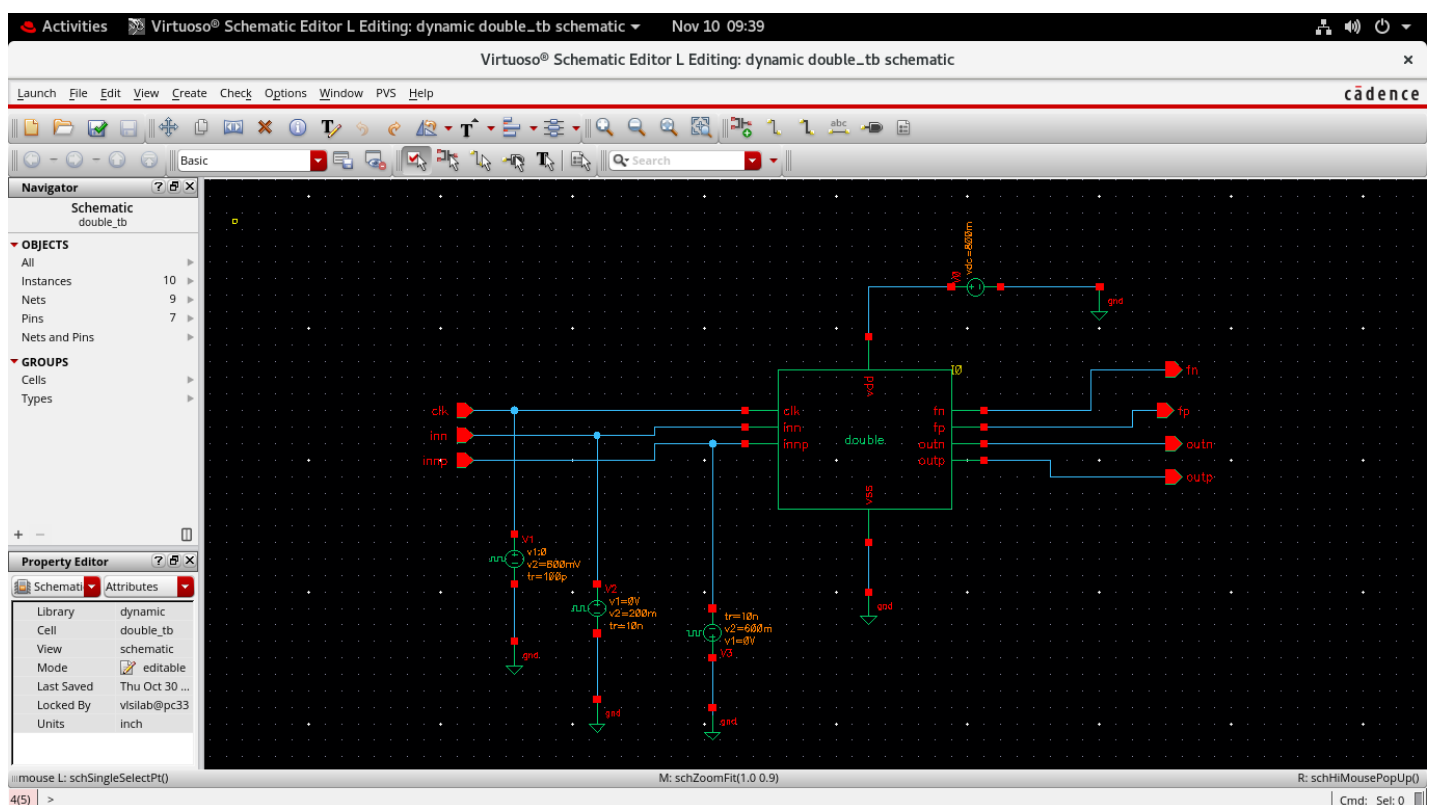 Activities Virtuoso® Schematic Editor L Editing: dynamic double_tb schematic Nov 10 09:39
Virtuoso® Schematic Editor L Editing: dynamic double_tb schematic ×
Launch File Edit View Create Check Options Window PVS Help cādence
abc
Basic Search
Navigator
Schematic
double_tb
OBJECTS
All
Instances 10
Nets 9
Pins 7
Nets and Pins
GROUPS
Cells
Types
+ −
Property Editor
Schemati Attributes
Library dynamic
Cell double_tb
View schematic
Mode editable
Last Saved Thu Oct 30 ...
Locked By vlsilab@pc33
Units inch
vdc=800m
V0
gnd
I0
vdd
clk
inn
innp
clk
inn
innp
double
fn
fp
outn
outp
vss
fn
fp
outn
outp
gnd
V1
v1:0
v2=800mV
tr=100p
gnd
V2
v1=0V
v2=200m
tr=10n
gnd
tr=10n
v2=600m
v1=0V
V3
gnd
mouse L: schSingleSelectPt() M: schZoomFit(1.0 0.9) R: schHiMousePopUp()
4(5) > Cmd: Sel: 0